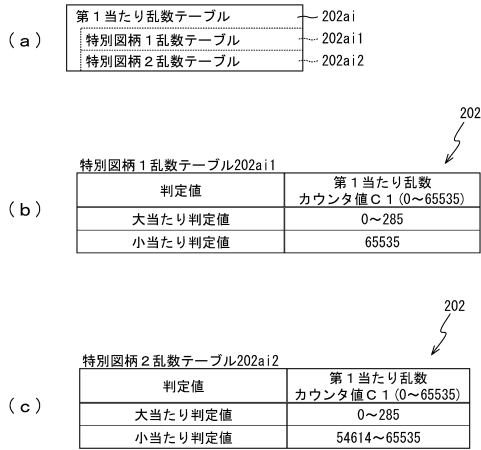 (a)
第1当たり乱数テーブル 202ai
特別図柄1乱数テーブル 202ai1
特別図柄2乱数テーブル 202ai2
202
特別図柄1乱数テーブル202ai1
(b)
判定値 第1当たり乱数
カウンタ値C1(0~65535)
大当たり判定値 0~285
小当たり判定値 65535
202
特別図柄2乱数テーブル202ai2
(c)
判定値 第1当たり乱数
カウンタ値C1(0~65535)
大当たり判定値 0~285
小当たり判定値 54614~65535